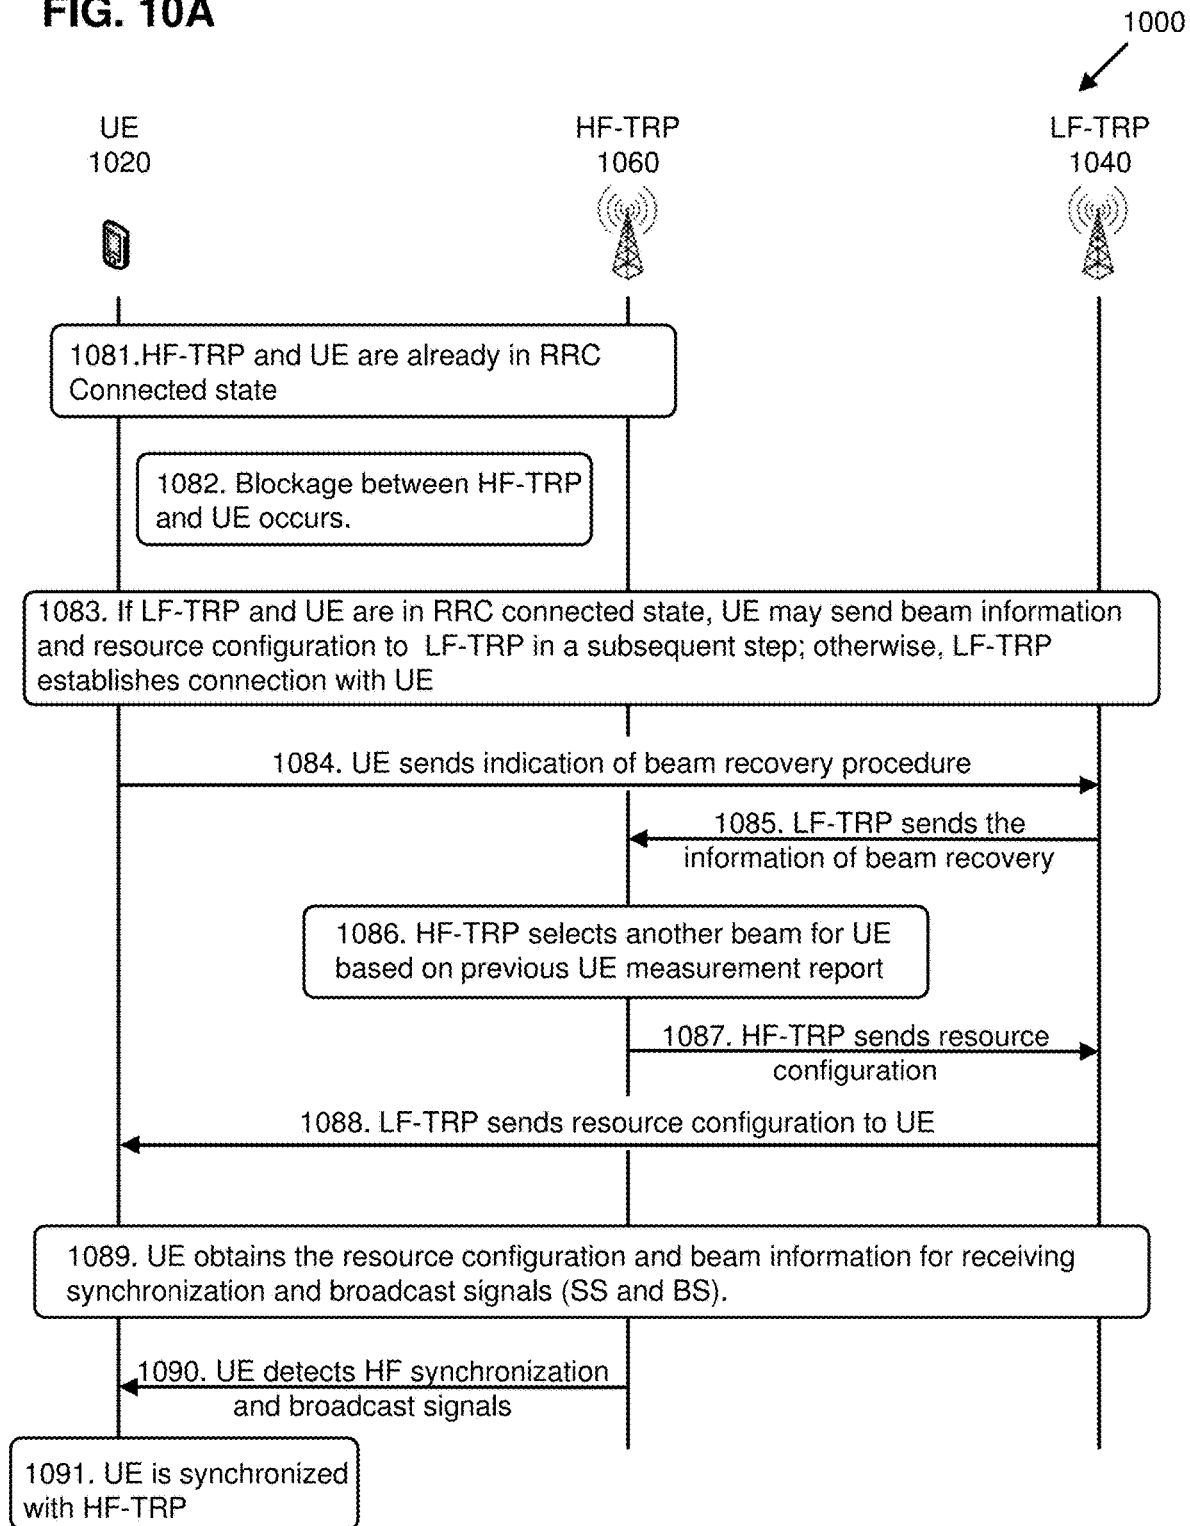 FIG. 10A
1000
UE
1020
HF-TRP
1060
LF-TRP
1040
1081.HF-TRP and UE are already in RRC
Connected state
1082. Blockage between HF-TRP
and UE occurs.
1083. If LF-TRP and UE are in RRC connected state, UE may send beam information
and resource configuration to LF-TRP in a subsequent step; otherwise, LF-TRP
establishes connection with UE
1084. UE sends indication of beam recovery procedure
1085. LF-TRP sends the
information of beam recovery
1086. HF-TRP selects another beam for UE
based on previous UE measurement report
1087. HF-TRP sends resource
configuration
1088. LF-TRP sends resource configuration to UE
1089. UE obtains the resource configuration and beam information for receiving
synchronization and broadcast signals (SS and BS).
1090. UE detects HF synchronization
and broadcast signals
1091. UE is synchronized
with HF-TRP